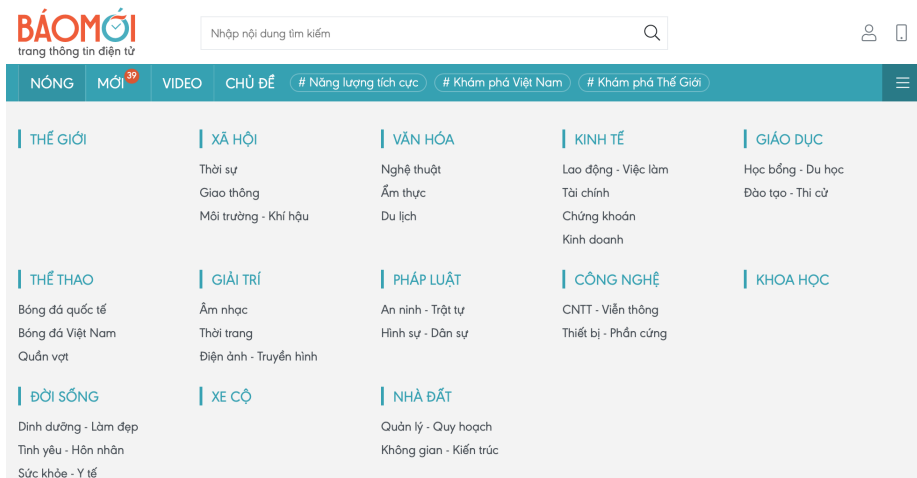 BÁOMỚI
trang thông tin điện tử
Nhập nội dung tìm kiếm
NÓNG MỚI 39 VIDEO CHỦ ĐỀ # Năng lượng tích cực # Khám phá Việt Nam # Khám phá Thế Giới
THẾ GIỚI
XÃ HỘI
Thời sự
Giao thông
Môi trường - Khí hậu
VĂN HÓA
Nghệ thuật
Ẩm thực
Du lịch
KINH TẾ
Lao động - Việc làm
Tài chính
Chứng khoán
Kinh doanh
GIÁO DỤC
Học bổng - Du học
Đào tạo - Thi cử
THỂ THAO
Bóng đá quốc tế
Bóng đá Việt Nam
Quần vợt
GIẢI TRÍ
Âm nhạc
Thời trang
Điện ảnh - Truyền hình
PHÁP LUẬT
An ninh - Trật tự
Hình sự - Dân sự
CÔNG NGHỆ
CNTT - Viễn thông
Thiết bị - Phần cứng
KHOA HỌC
ĐỜI SỐNG
Dinh dưỡng - Làm đẹp
Tình yêu - Hôn nhân
Sức khỏe - Y tế
XE CỘ
NHÀ ĐẤT
Quản lý - Quy hoạch
Không gian - Kiến trúc